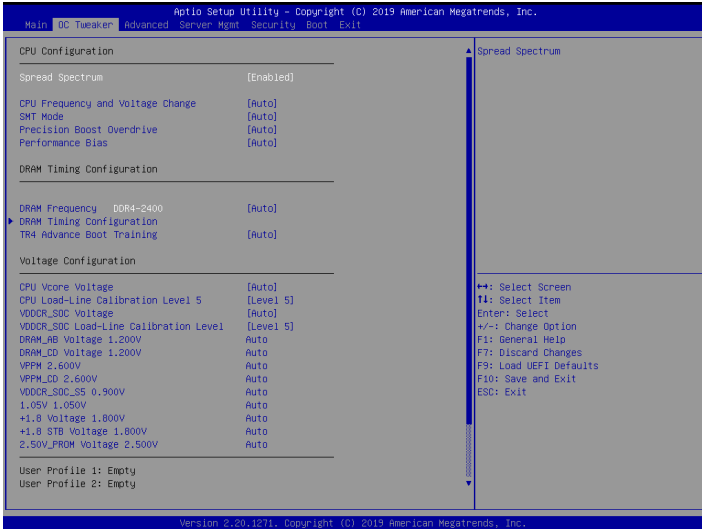 Aptio Setup Utility – Copyright (C) 2019 American Megatrends, Inc.
Main OC Tweaker Advanced Server Mgmt Security Boot Exit
CPU Configuration
Spread Spectrum [Enabled]
CPU Frequency and Voltage Change [Auto]
SMT Mode [Auto]
Precision Boost Overdrive [Auto]
Performance Bias [Auto]
DRAM Timing Configuration
DRAM Frequency DDR4-2400 [Auto]
DRAM Timing Configuration
TR4 Advance Boot Training [Auto]
Voltage Configuration
CPU Vcore Voltage [Auto]
CPU Load-Line Calibration Level 5 [Level 5]
VDDCR_SOC Voltage [Auto]
VDDCR_SOC Load-Line Calibration Level [Level 5]
DRAM_AB Voltage 1.200V Auto
DRAM_CD Voltage 1.200V Auto
VPPM 2.600V Auto
VPPM_CD 2.600V Auto
VDDCR_SOC_S5 0.900V Auto
1.05V 1.050V Auto
+1.8 Voltage 1.800V Auto
+1.8 STB Voltage 1.800V Auto
2.50V_PROM Voltage 2.500V Auto
User Profile 1: Empty
User Profile 2: Empty
Spread Spectrum
↔: Select Screen
↑↓: Select Item
Enter: Select
+/-: Change Option
F1: General Help
F7: Discard Changes
F9: Load UEFI Defaults
F10: Save and Exit
ESC: Exit
Version 2.20.1271. Copyright (C) 2019 American Megatrends, Inc.